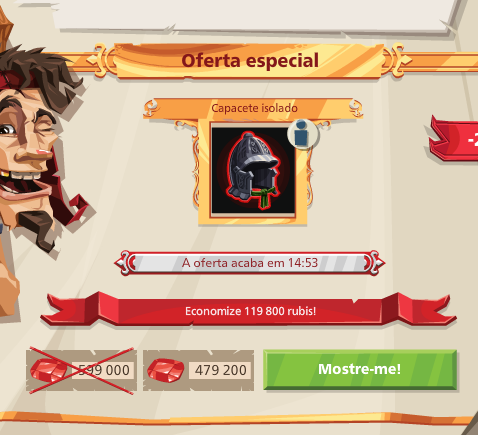 Oferta especial
Capacete isolado
-2
A oferta acaba em 14:53
Economize 119 800 rubis!
599 000
479 200
Mostre-me!